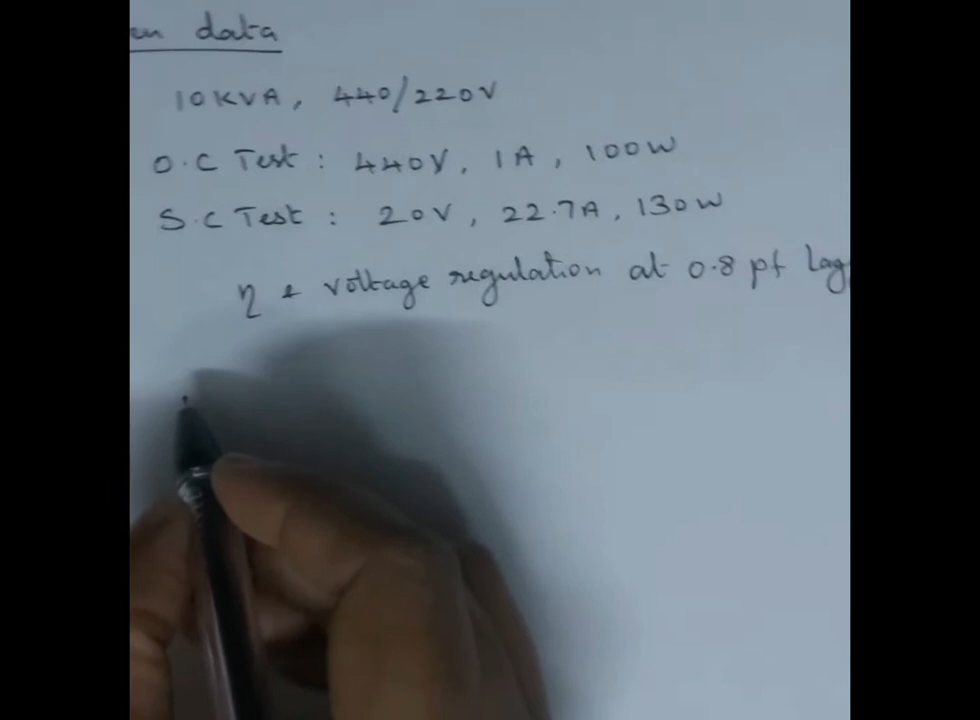 data
10KVA, 440/220V
O.C Test : 440V, 1A, 100W
S.C Test : 20V, 22.7A, 130W
η & voltage regulation at 0.8 pf Lag